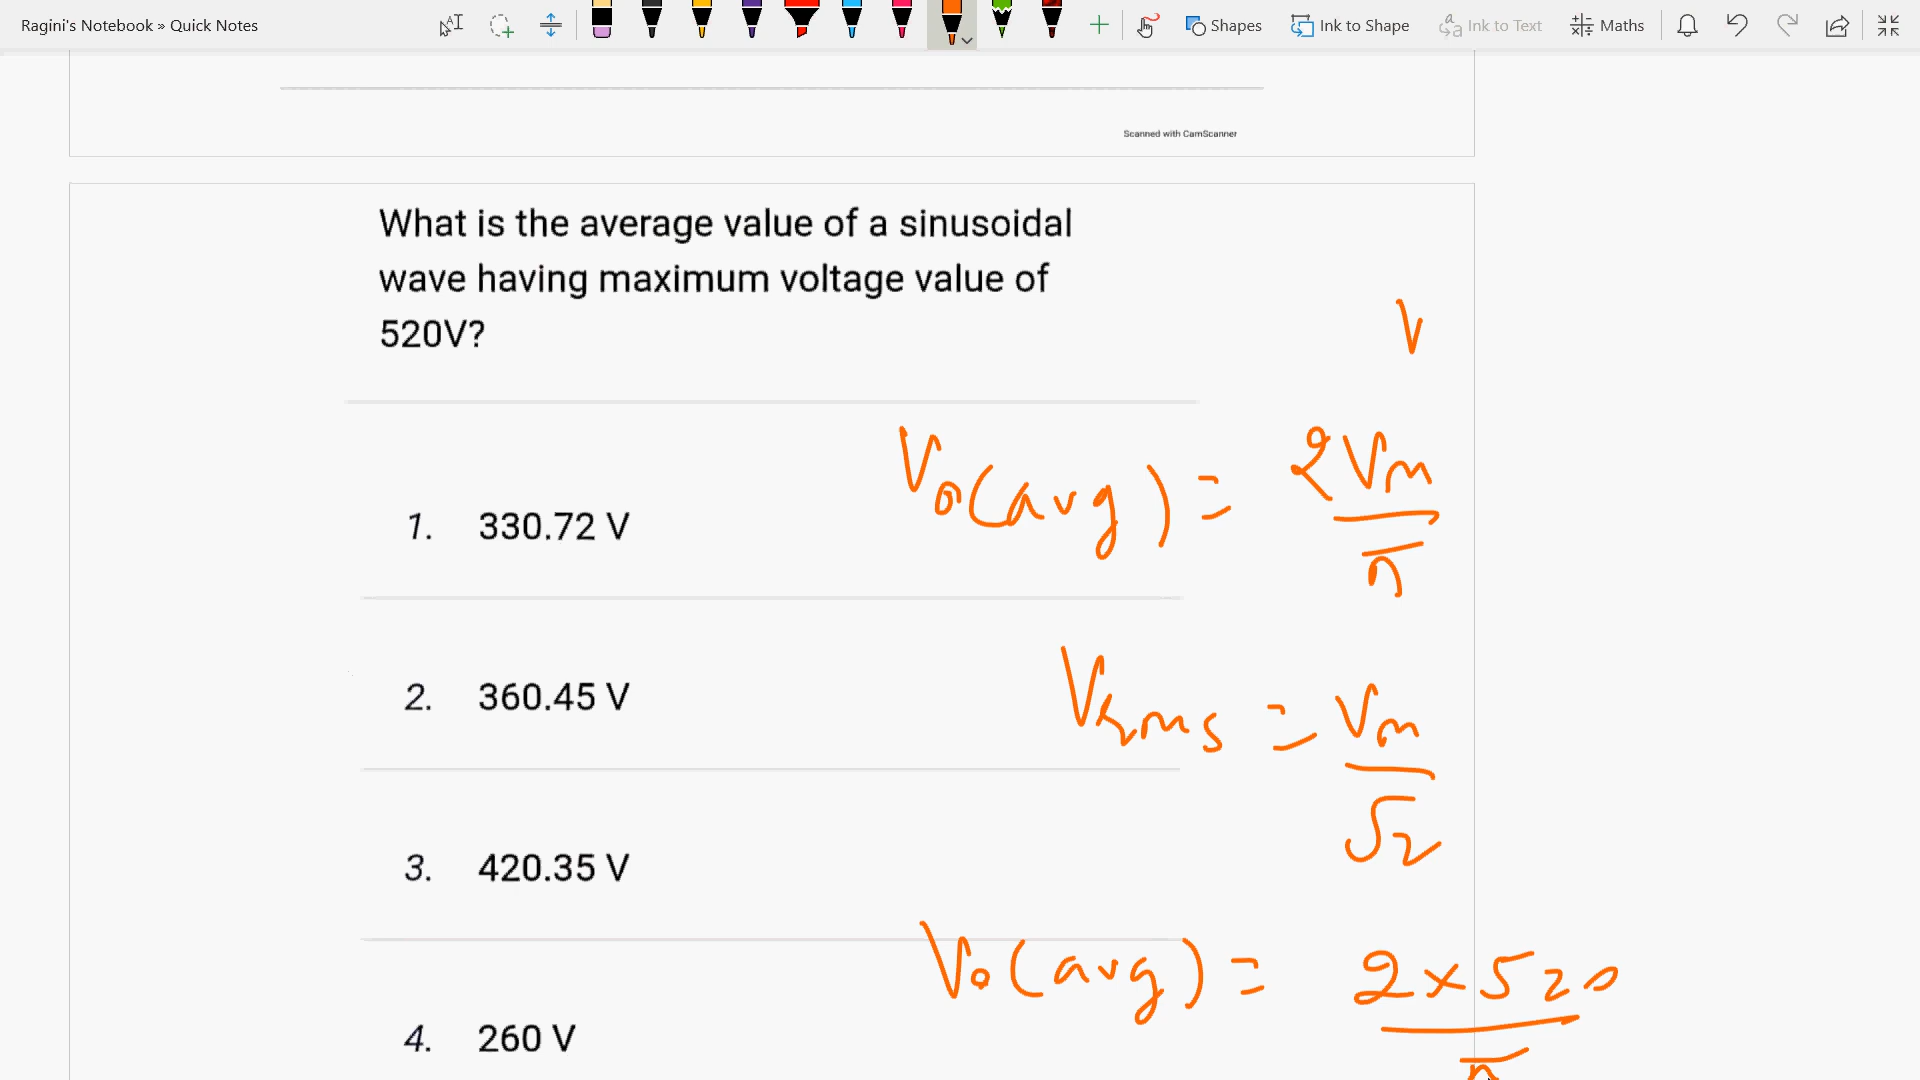 Ragini's Notebook » Quick Notes
Shapes
Ink to Shape
Ink to Text
Maths
Scanned with CamScanner
What is the average value of a sinusoidal
wave having maximum voltage value of
520V?
V
V₀(avg) = 2Vm/π
1. 330.72 V
2. 360.45 V
Vrms = Vm/√2
3. 420.35 V
V₀(avg) = 2×520/π
4. 260 V